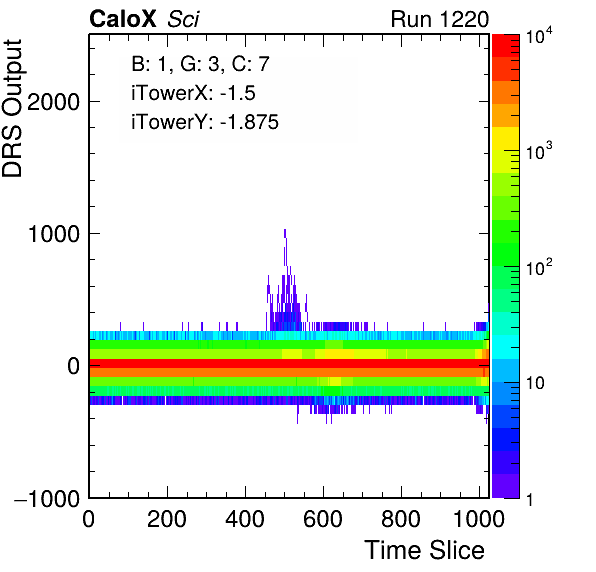 CaloX Sci Run 1220
B: 1, G: 3, C: 7
iTowerX: -1.5
iTowerY: -1.875
DRS Output
2000
1000
0
−1000
0 200 400 600 800 1000
Time Slice
10⁴
10³
10²
10
1